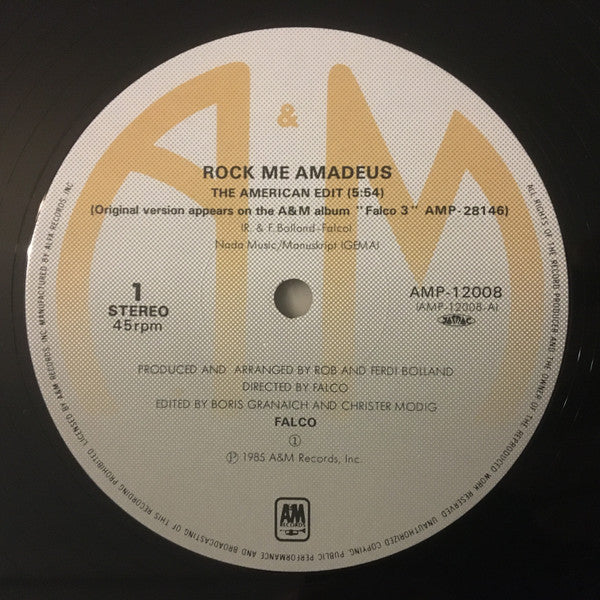 A&M
ROCK ME AMADEUS
THE AMERICAN EDIT (5:54)
(Original version appears on the A&M album "Falco 3" AMP-28146)
(R. & F. Bolland-Falco)
Nada Music/Manuskript (GEMA)
1
STEREO
45rpm
AMP-12008
(AMP-12008-A)
PRODUCED AND ARRANGED BY ROB AND FERDI BOLLAND
DIRECTED BY FALCO
EDITED BY BORIS GRANAICH AND CHRISTER MODIG
FALCO
①
Ⓟ 1985 A&M Records, Inc.
A&M
RECORDS
ALL RIGHTS OF THE RECORD PRODUCER AND THE OWNER OF THE REPRODUCED WORK RESERVED. UNAUTHORIZED COPYING, PUBLIC PERFORMANCE AND BROADCASTING OF THIS RECORDING PROHIBITED. LICENSED BY A&M RECORDS, INC. MANUFACTURED BY ALFA RECORDS, INC